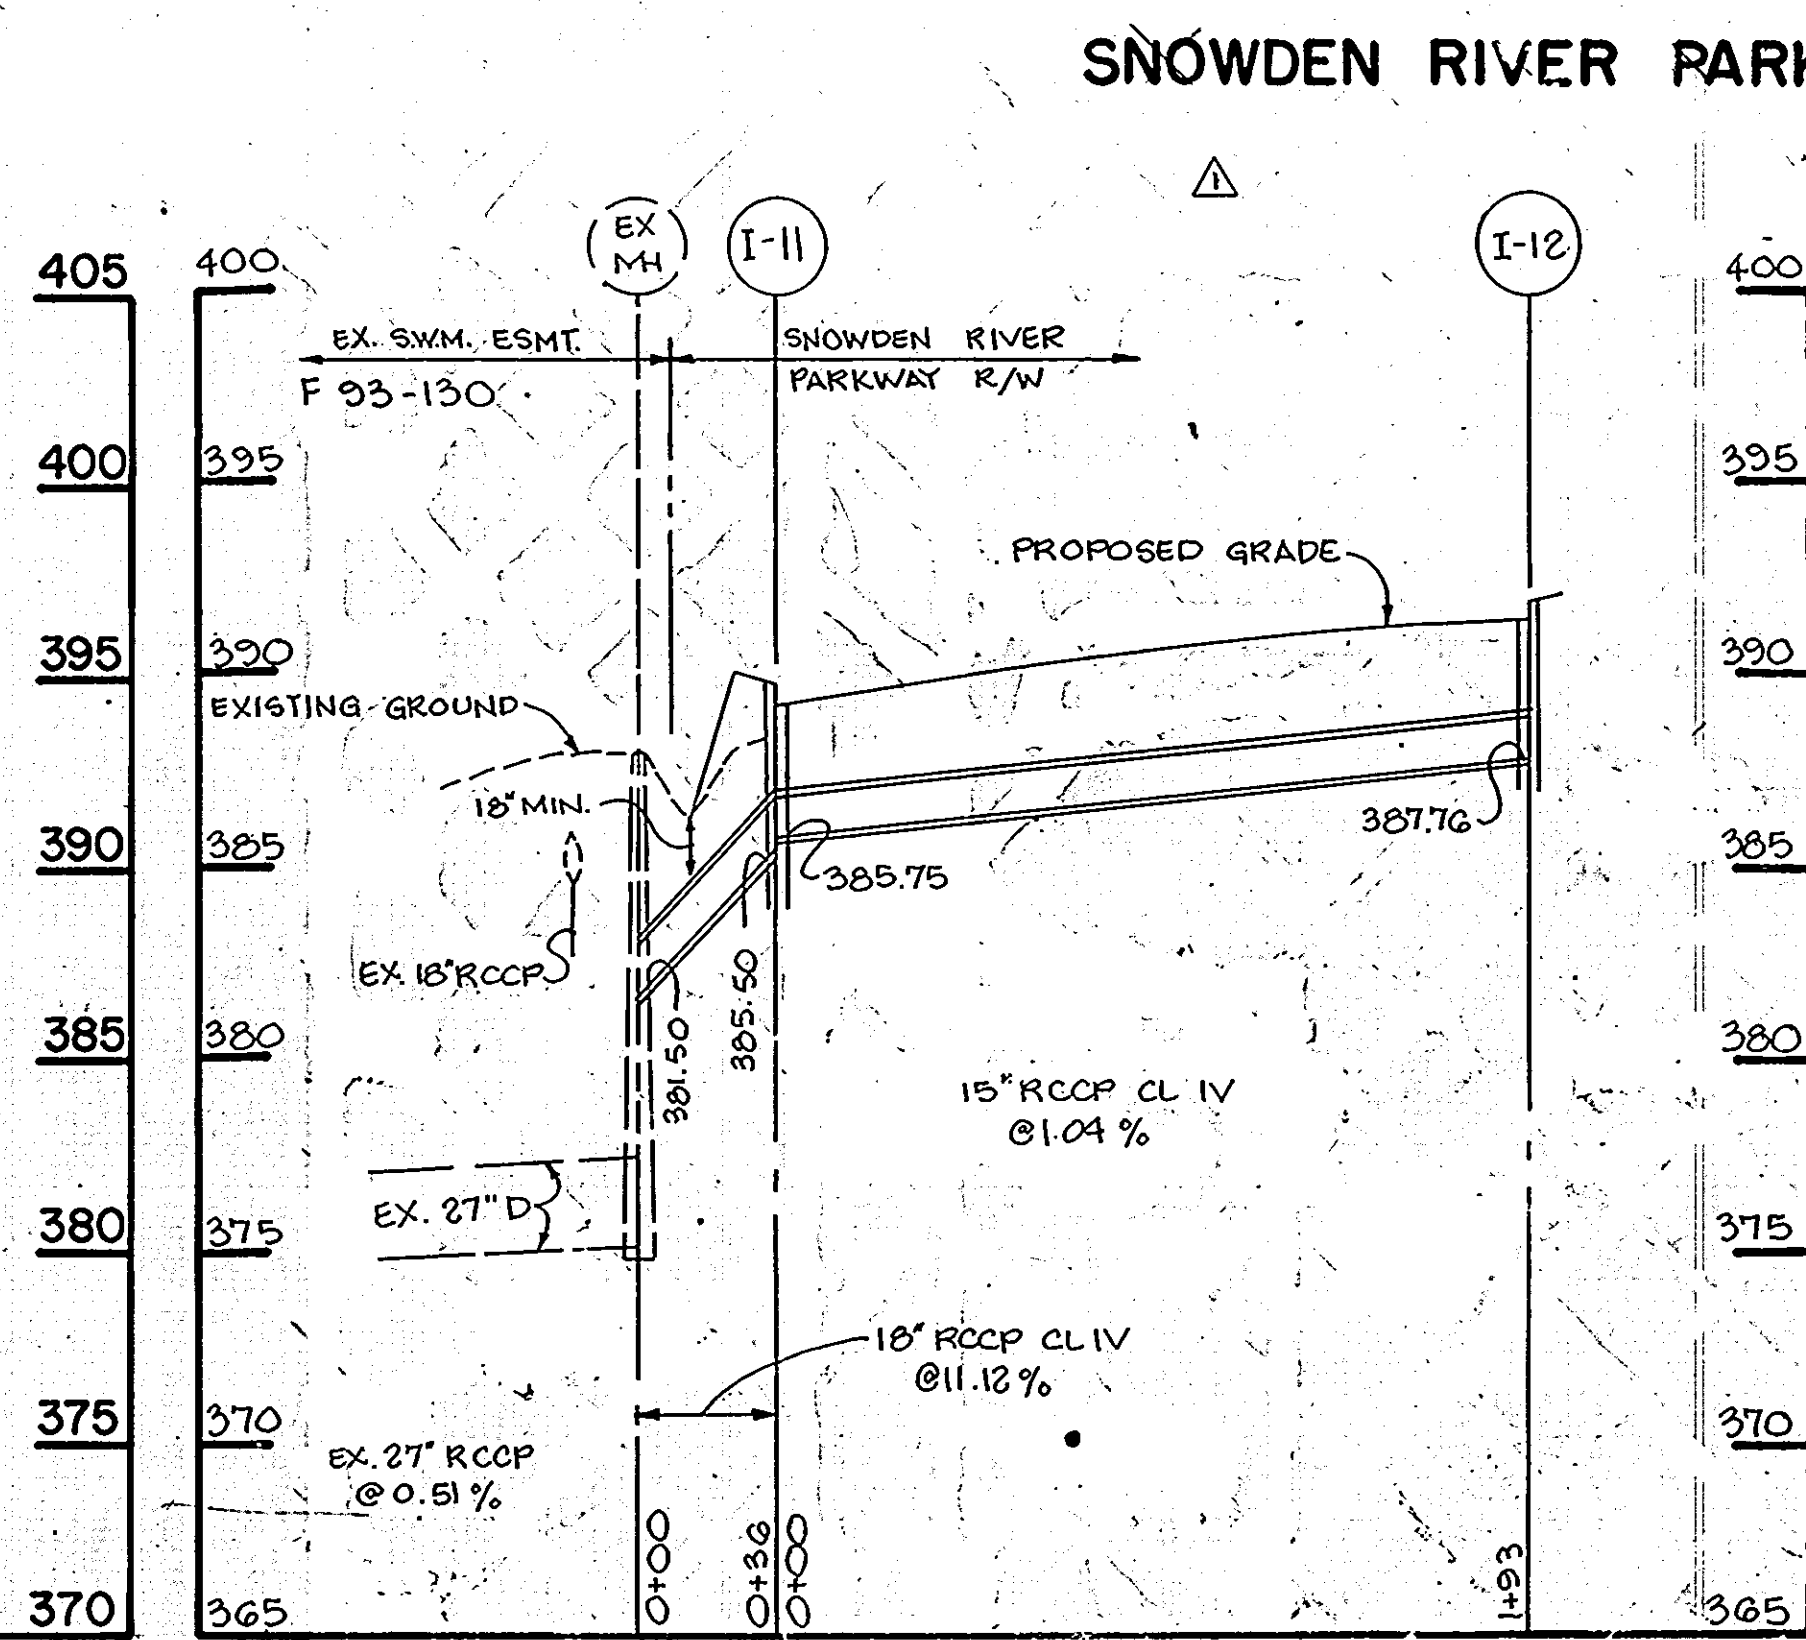 SNOWDEN RIVER PARK
1
EX
MH
I-11
I-12
405
400
400
EX. S.W.M. ESMT.
SNOWDEN RIVER
F 93-130
PARKWAY R/W
400
395
395
PROPOSED GRADE
395
390
390
EXISTING GROUND
18" MIN.
387.76
390
385
385
385.75
EX. 18" RCCP
381.50
385.50
385
380
380
15" RCCP CL IV
@1.04%
EX. 27" D
380
375
375
18" RCCP CL IV
@11.12%
375
370
370
EX. 27" RCCP
@0.51%
0+00
0+36
0+00
1+93
370
365
365